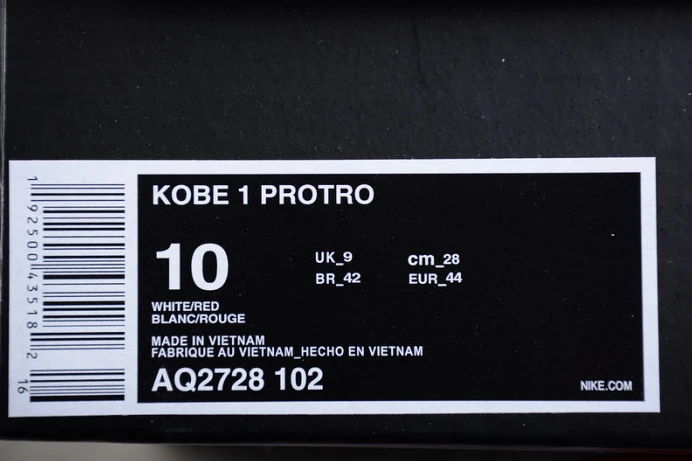 KOBE 1 PROTRO
10
UK_9 cm_28
BR_42 EUR_44
WHITE/RED
BLANC/ROUGE
MADE IN VIETNAM
FABRIQUE AU VIETNAM_HECHO EN VIETNAM
AQ2728 102
NIKE.COM
1 92500 43518 2
16